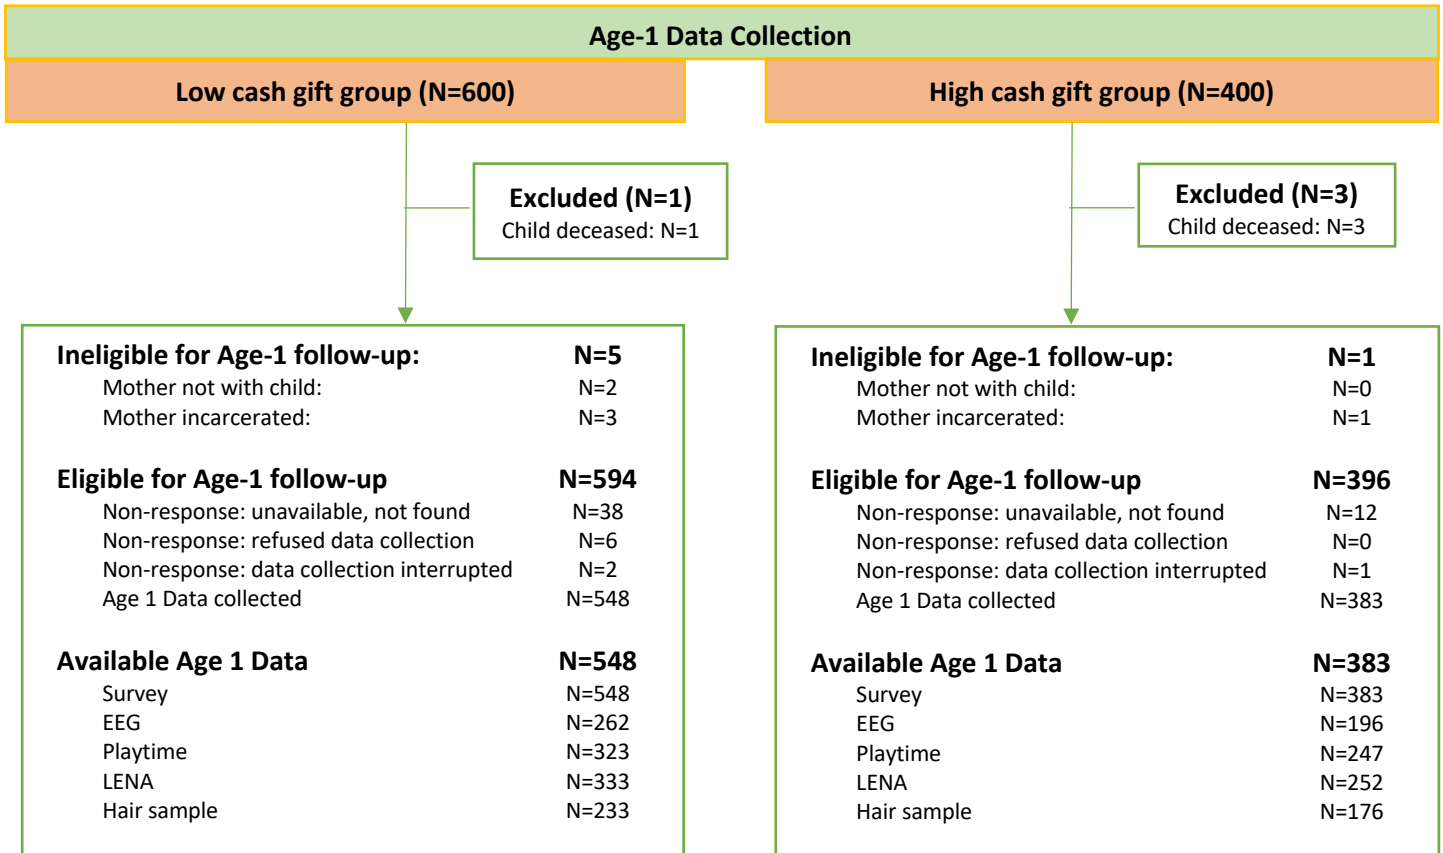 Age-1 Data Collection
Low cash gift group (N=600)
High cash gift group (N=400)
Excluded (N=1)
Child deceased: N=1
Excluded (N=3)
Child deceased: N=3
Ineligible for Age-1 follow-up: N=5
Mother not with child: N=2
Mother incarcerated: N=3
Eligible for Age-1 follow-up N=594
Non-response: unavailable, not found N=38
Non-response: refused data collection N=6
Non-response: data collection interrupted N=2
Age 1 Data collected N=548
Available Age 1 Data N=548
Survey N=548
EEG N=262
Playtime N=323
LENA N=333
Hair sample N=233
Ineligible for Age-1 follow-up: N=1
Mother not with child: N=0
Mother incarcerated: N=1
Eligible for Age-1 follow-up N=396
Non-response: unavailable, not found N=12
Non-response: refused data collection N=0
Non-response: data collection interrupted N=1
Age 1 Data collected N=383
Available Age 1 Data N=383
Survey N=383
EEG N=196
Playtime N=247
LENA N=252
Hair sample N=176